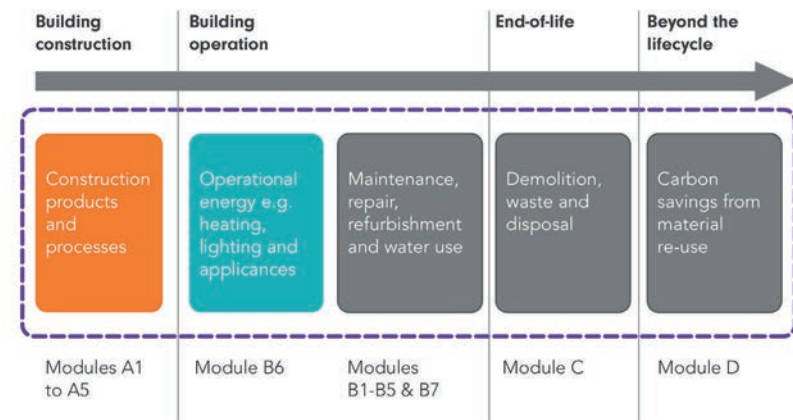 Building
construction
Building
operation
End-of-life
Beyond the
lifecycle
Construction
products
and
processes
Operational
energy e.g.
heating,
lighting and
applicances
Maintenance,
repair,
refurbishment
and water use
Demolition,
waste and
disposal
Carbon
savings from
material
re-use
Modules A1
to A5
Module B6
Modules
B1-B5 & B7
Module C
Module D